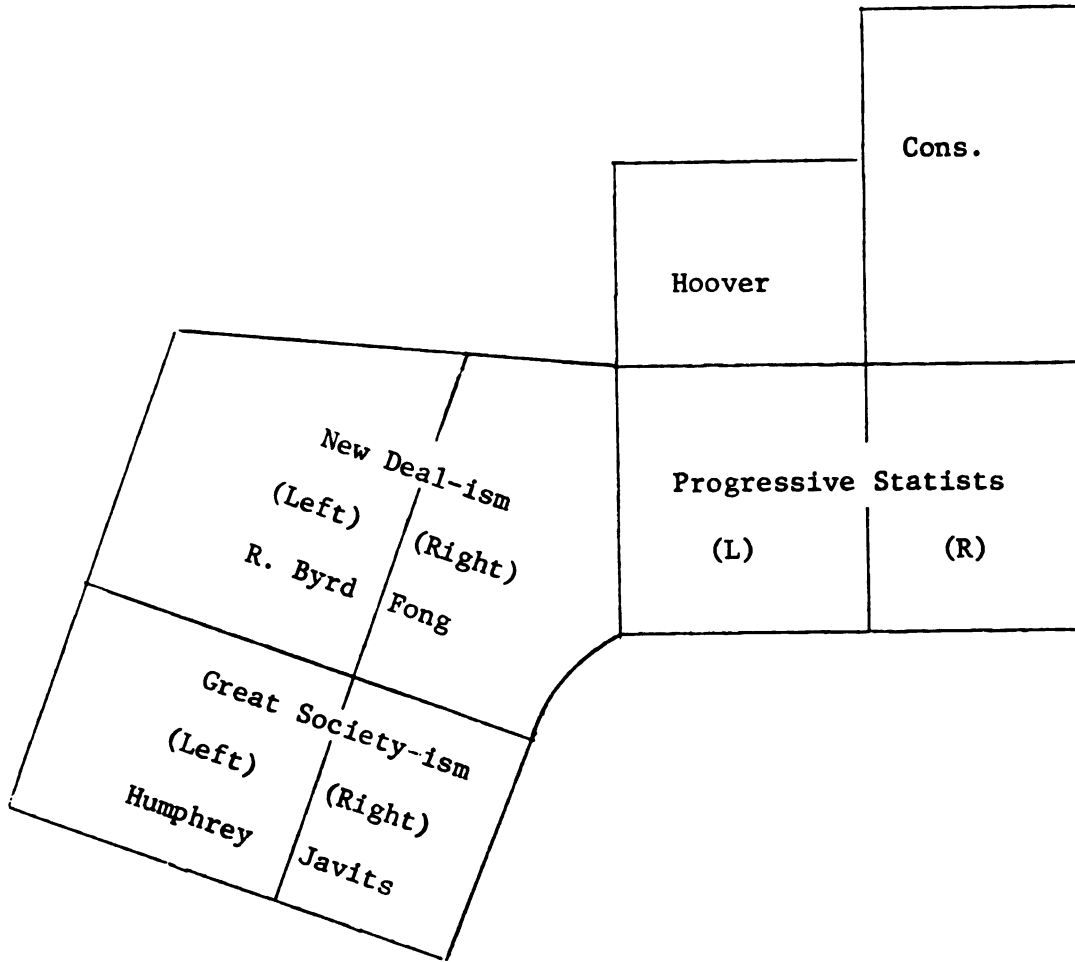 Cons.
Hoover
Progressive Statists
(L) (R)
New Deal-ism
(Left) (Right)
R. Byrd Fong
Great Society-ism
(Left) (Right)
Humphrey Javits